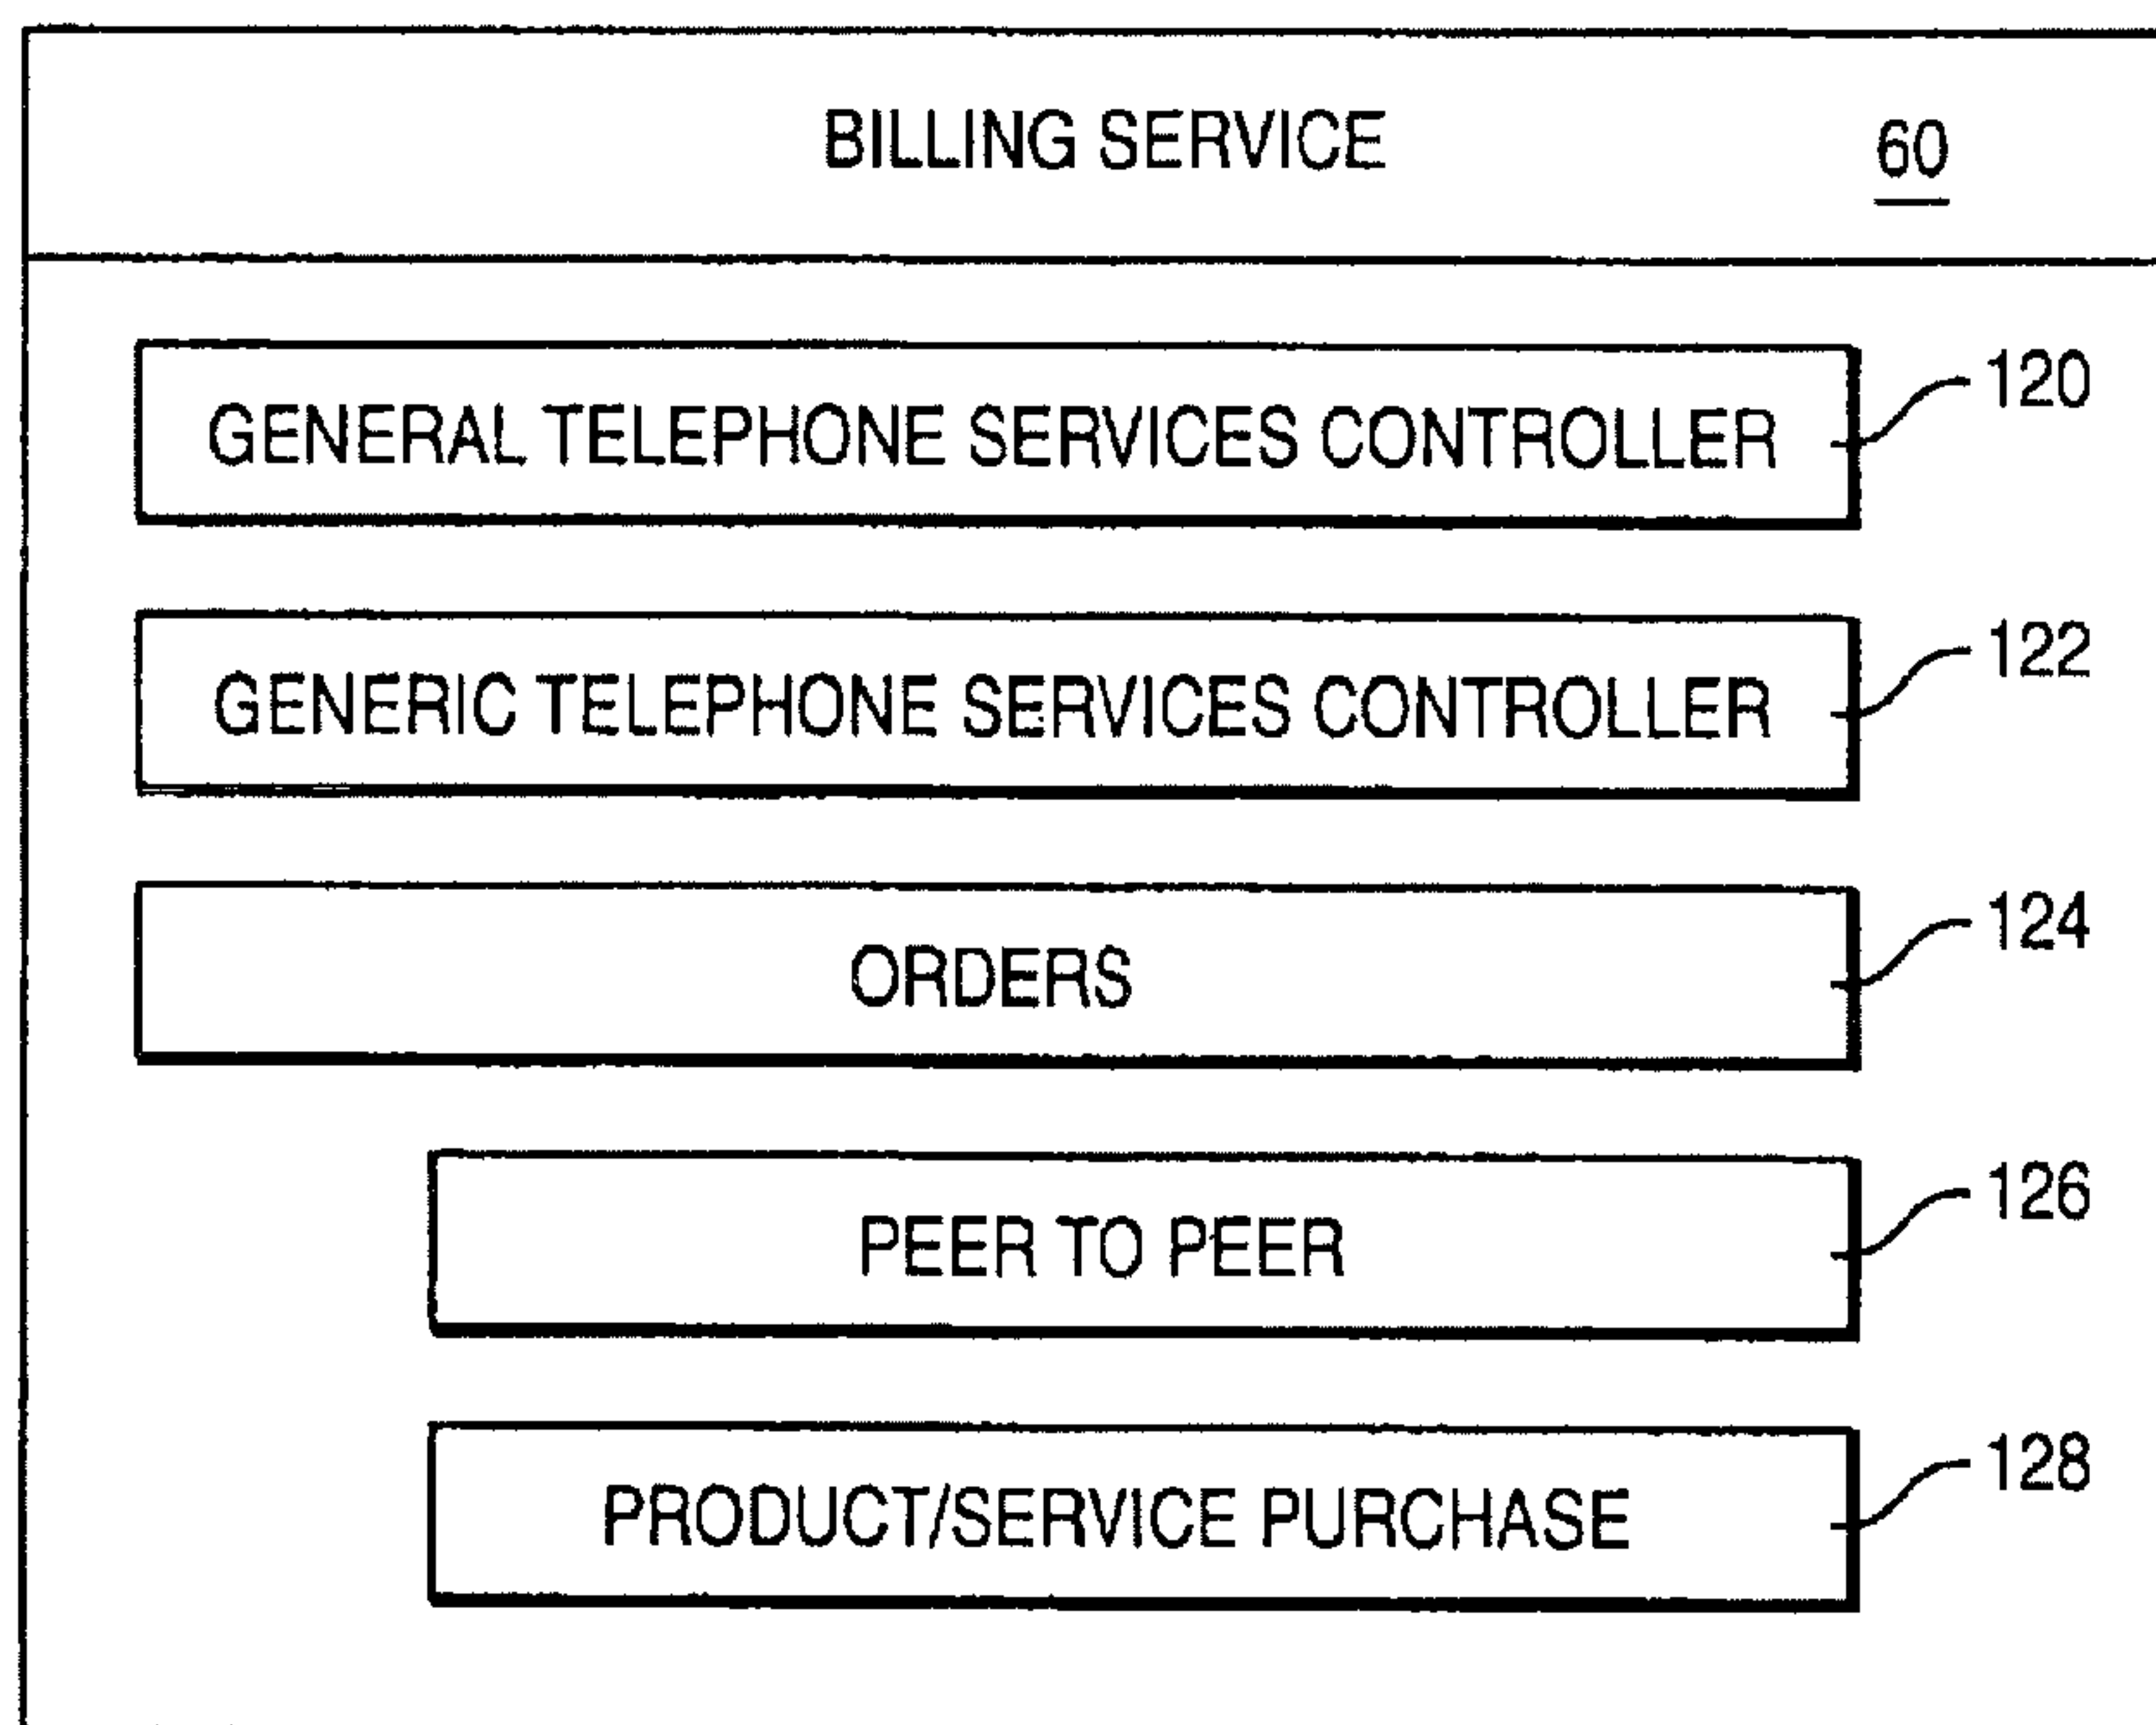 BILLING SERVICE 60
GENERAL TELEPHONE SERVICES CONTROLLER 120
GENERIC TELEPHONE SERVICES CONTROLLER 122
ORDERS 124
PEER TO PEER 126
PRODUCT/SERVICE PURCHASE 128